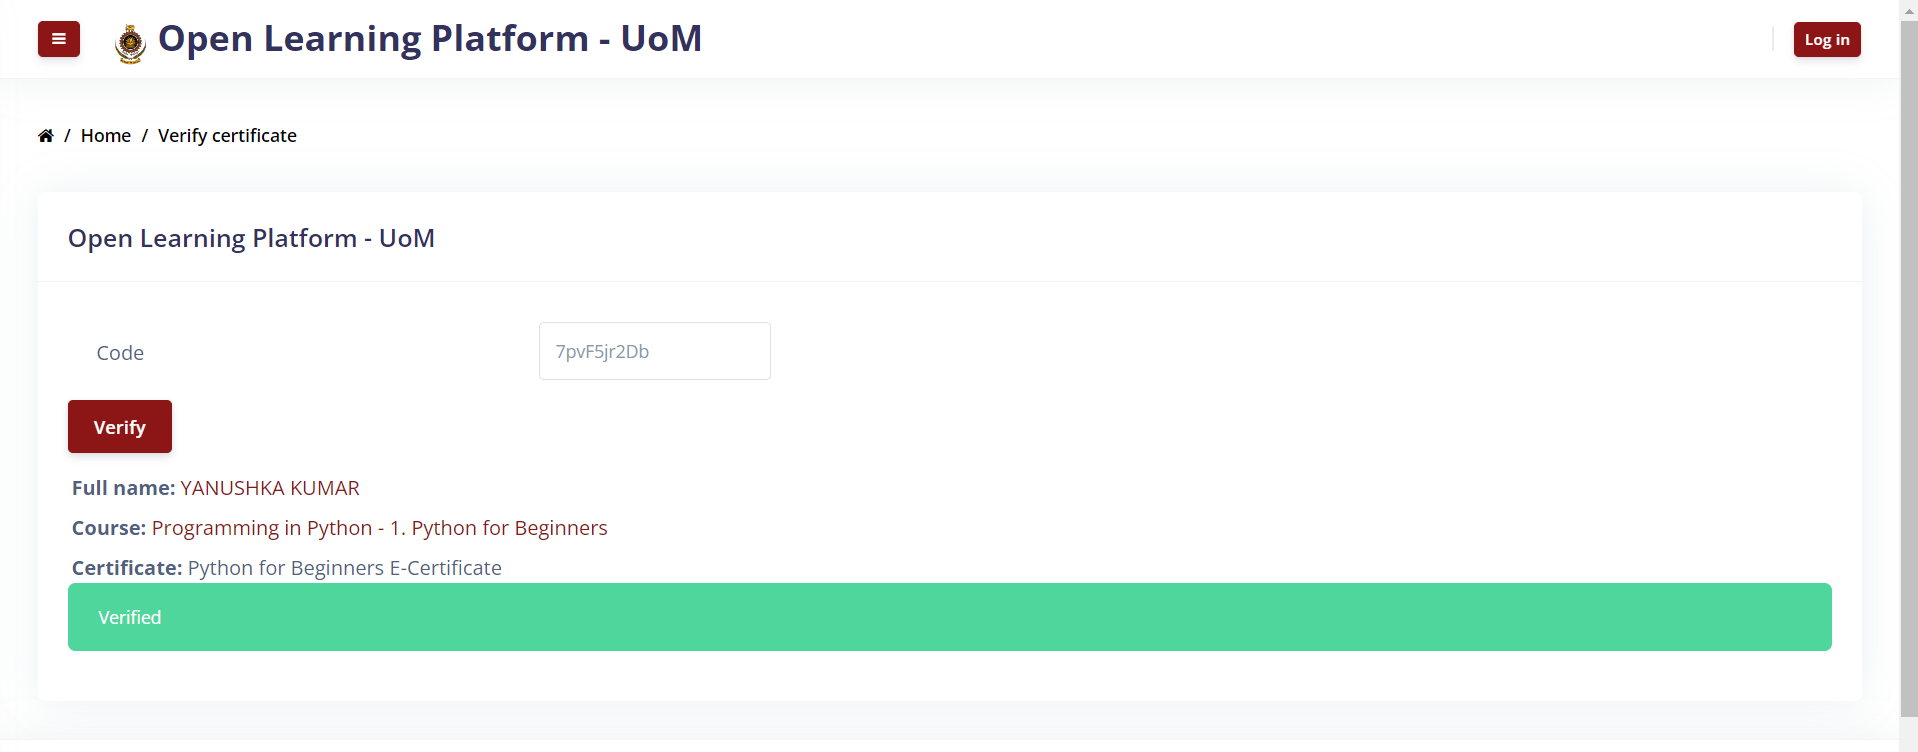 Open Learning Platform - UoM
Log in
/ Home / Verify certificate
Open Learning Platform - UoM
Code
7pvF5jr2Db
Verify
Full name: YANUSHKA KUMAR
Course: Programming in Python - 1. Python for Beginners
Certificate: Python for Beginners E-Certificate
Verified